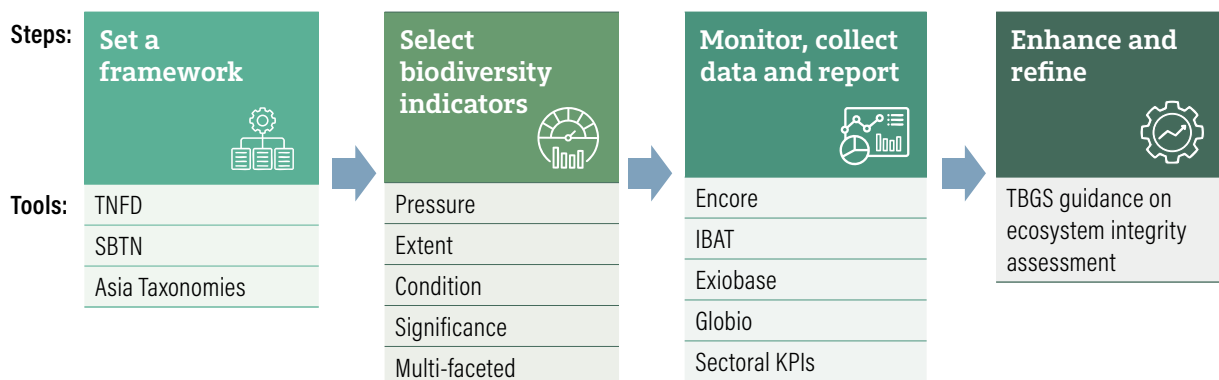 Steps:
Set a
framework
Select
biodiversity
indicators
Monitor, collect
data and report
Enhance and
refine
Tools:
TNFD
SBTN
Asia Taxonomies
Pressure
Extent
Condition
Significance
Multi-faceted
Encore
IBAT
Exiobase
Globio
Sectoral KPIs
TBGS guidance on
ecosystem integrity
assessment